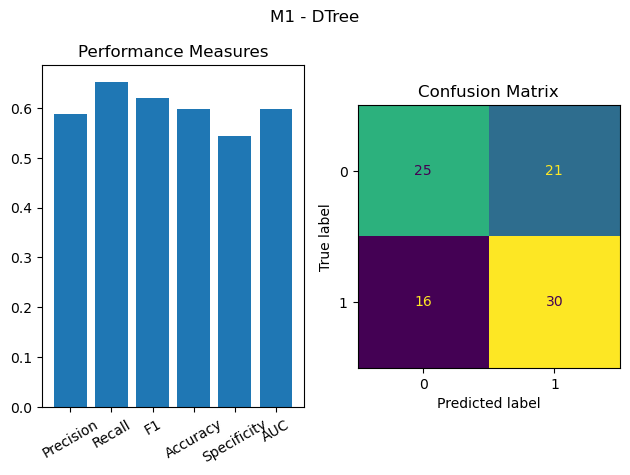 M1 - DTree
Performance Measures
0.6
0.5
0.4
0.3
0.2
0.1
0.0
Precision
Recall
F1
Accuracy
Specificity
AUC
Confusion Matrix
True label
0
25
21
1
16
30
0
1
Predicted label